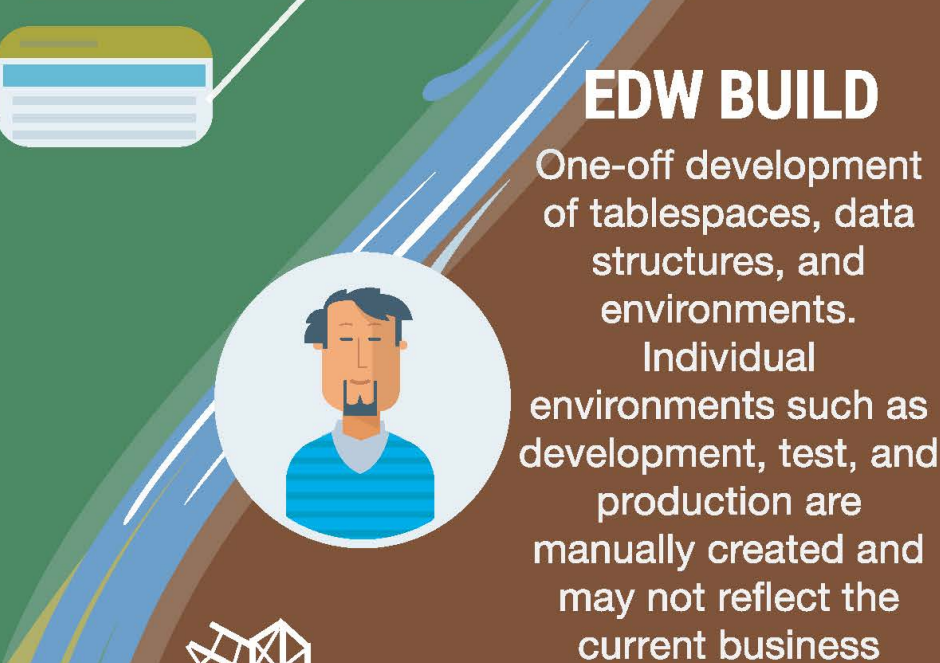 EDW BUILD
One-off development
of tablespaces, data
structures, and
environments.
Individual
environments such as
development, test, and
production are
manually created and
may not reflect the
current business